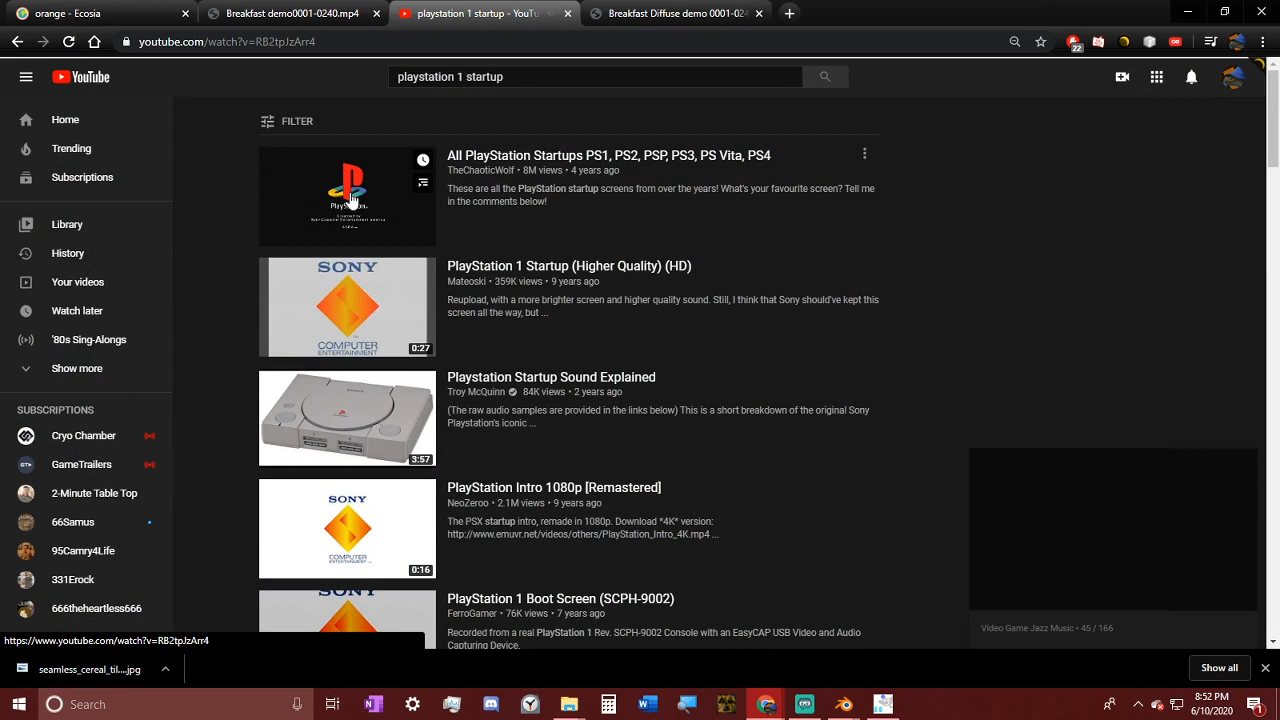 orange - Ecosia
Breakfast demo0001-0240.mp4
playstation 1 startup - YouTu
Breakfast Diffuse demo 0001-024
youtube.com/watch?v=RB2tpJzArr4
22
YouTube
playstation 1 startup
Home
Trending
Subscriptions
Library
History
Your videos
Watch later
'80s Sing-Alongs
Show more
SUBSCRIPTIONS
Cryo Chamber
GameTrailers
2-Minute Table Top
66Samus
95Camry4Life
331Erock
666theheartless666
FILTER
PlayStation
All PlayStation Startups PS1, PS2, PSP, PS3, PS Vita, PS4
TheChaoticWolf • 8M views • 4 years ago
These are all the PlayStation startup screens from over the years! What's your favourite screen? Tell me
in the comments below!
SONY
COMPUTER
ENTERTAINMENT
0:27
PlayStation 1 Startup (Higher Quality) (HD)
Mateoski • 359K views • 9 years ago
Reupload, with a more brighter screen and higher quality sound. Still, I think that Sony should've kept this
screen all the way, but ...
3:57
Playstation Startup Sound Explained
Troy McQuinn 84K views • 2 years ago
(The raw audio samples are provided in the links below) This is a short breakdown of the original Sony
Playstation's iconic ...
SONY
COMPUTER
ENTERTAINMENT
0:16
PlayStation Intro 1080p [Remastered]
NeoZeroo • 2.1M views • 9 years ago
The PSX startup intro, remade in 1080p. Download *4K* version:
http://www.emuvr.net/videos/others/PlayStation_Intro_4K.mp4 ...
PlayStation 1 Boot Screen (SCPH-9002)
FerroGamer • 76K views • 7 years ago
Recorded from a real PlayStation 1 Rev. SCPH-9002 Console with an EasyCAP USB Video and Audio
Capturing Device.
Video Game Jazz Music • 45 / 166
https://www.youtube.com/watch?v=RB2tpJzArr4
seamless_cereal_til....jpg
Show all
Search
8:52 PM
6/10/2020